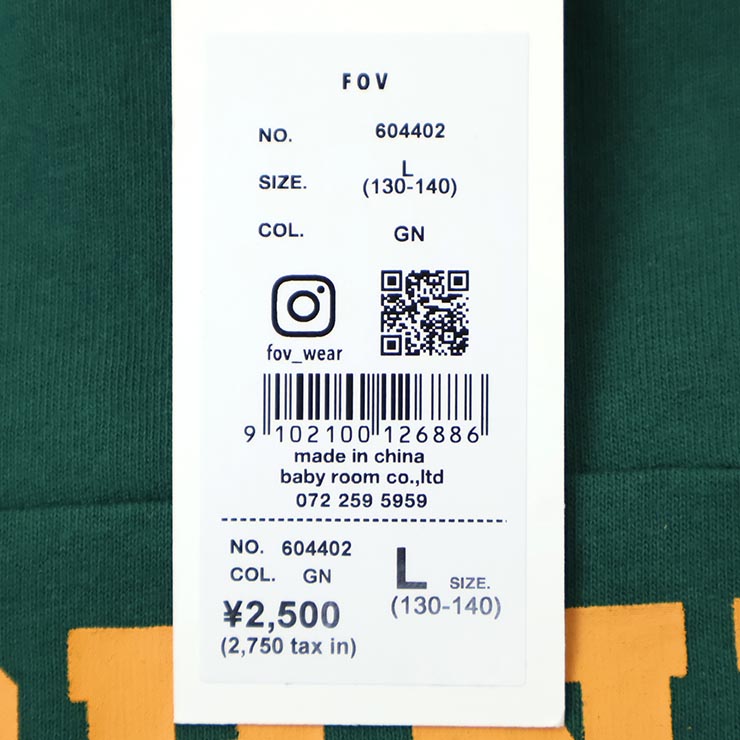 FOV
NO. 604402
SIZE. L
(130-140)
COL. GN
fov_wear
9 102100 126886
made in china
baby room co.,ltd
072 259 5959
NO. 604402
COL. GN
L SIZE.
(130-140)
¥2,500
(2,750 tax in)